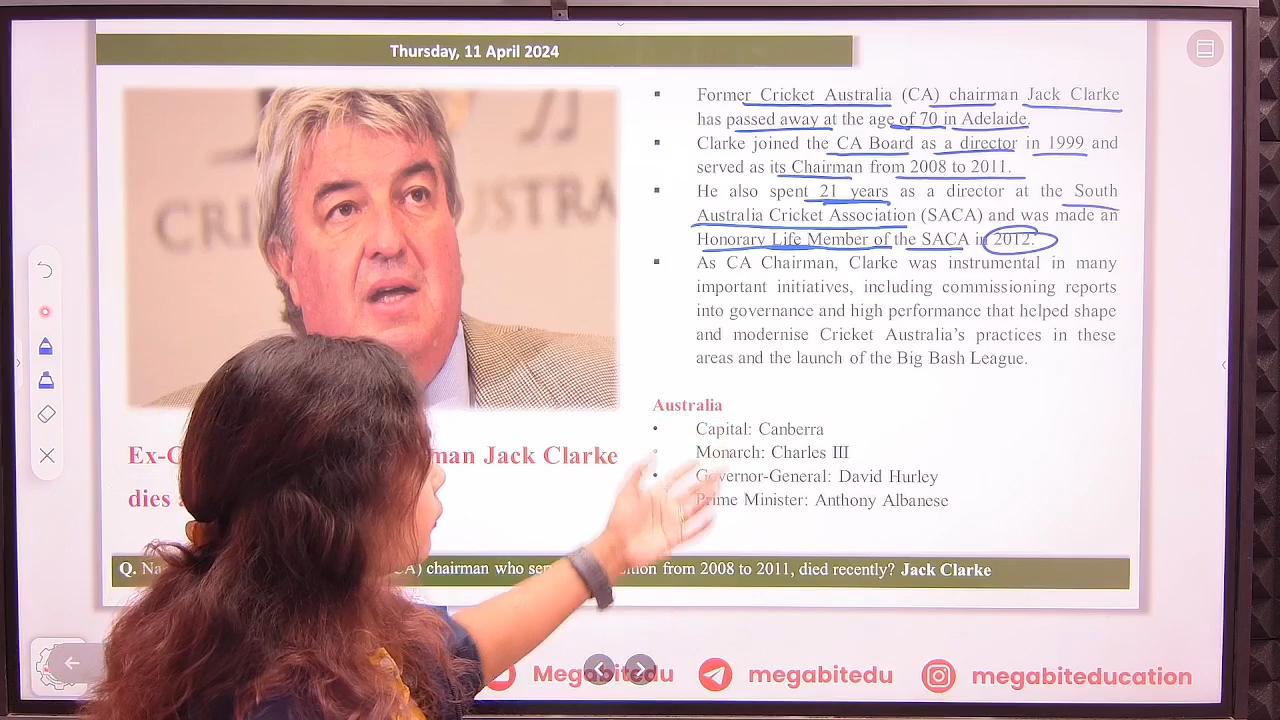 Thursday, 11 April 2024
CRI USTRA
Former Cricket Australia (CA) chairman Jack Clarke
has passed away at the age of 70 in Adelaide.
Clarke joined the CA Board as a director in 1999 and
served as its Chairman from 2008 to 2011.
He also spent 21 years as a director at the South
Australia Cricket Association (SACA) and was made an
Honorary Life Member of the SACA in 2012.
As CA Chairman, Clarke was instrumental in many
important initiatives, including commissioning reports
into governance and high performance that helped shape
and modernise Cricket Australia's practices in these
areas and the launch of the Big Bash League.
Australia
Capital: Canberra
Monarch: Charles III
Governor-General: David Hurley
Prime Minister: Anthony Albanese
man Jack Clarke
dies
Q. CA) chairman who from 2008 to 2011, died recently? Jack Clarke
Megabitedu megabitedu megabiteducation